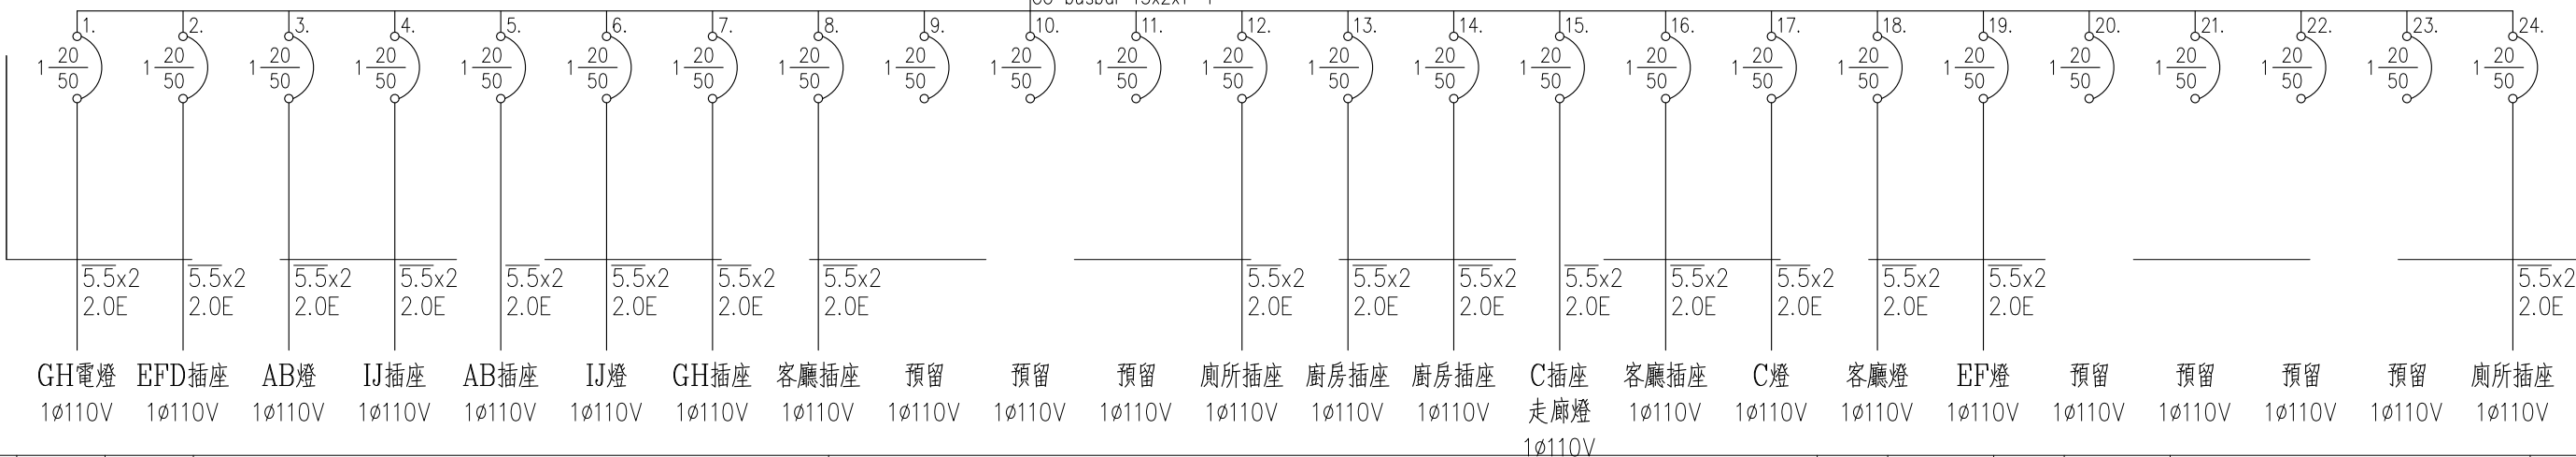 1. 2. 3. 4. 5. 6. 7. 8. 9. 10. 11. 12. 13. 14. 15. 16. 17. 18. 19. 20. 21. 22. 23. 24.
20 20 20 20 20 20 20 20 20 20 20 20 20 20 20 20 20 20 20 20 20 20 20 20
1 1 1 1 1 1 1 1 1 1 1 1 1 1 1 1 1 1 1 1 1 1 1 1
50 50 50 50 50 50 50 50 50 50 50 50 50 50 50 50 50 50 50 50 50 50 50 50
5.5x2 5.5x2 5.5x2 5.5x2 5.5x2 5.5x2 5.5x2 5.5x2 5.5x2 5.5x2 5.5x2 5.5x2 5.5x2 5.5x2 5.5x2 5.5x2 5.5x2
2.0E 2.0E 2.0E 2.0E 2.0E 2.0E 2.0E 2.0E 2.0E 2.0E 2.0E 2.0E 2.0E 2.0E 2.0E 2.0E 2.0E
GH電燈 EFD插座 AB燈 IJ插座 AB插座 IJ燈 GH插座 客廳插座 預留 預留 預留 廁所插座 廚房插座 廚房插座 C插座 客廳插座 C燈 客廳燈 EF燈 預留 預留 預留 預留 廁所插座
1ø110V 1ø110V 1ø110V 1ø110V 1ø110V 1ø110V 1ø110V 1ø110V 1ø110V 1ø110V 1ø110V 1ø110V 1ø110V 1ø110V 走廊燈 1ø110V 1ø110V 1ø110V 1ø110V 1ø110V 1ø110V 1ø110V 1ø110V 1ø110V
1ø110V